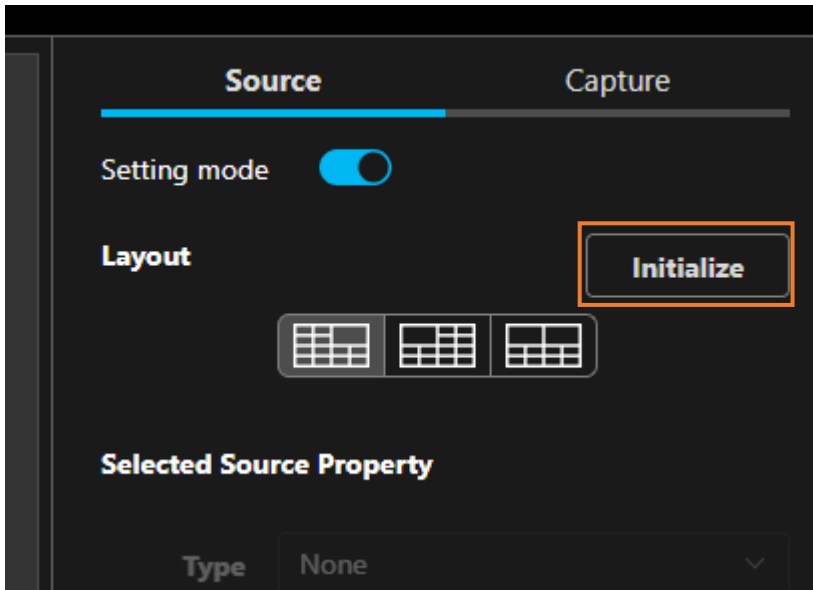 Source Capture
Setting mode
Layout Initialize
Selected Source Property
Type None